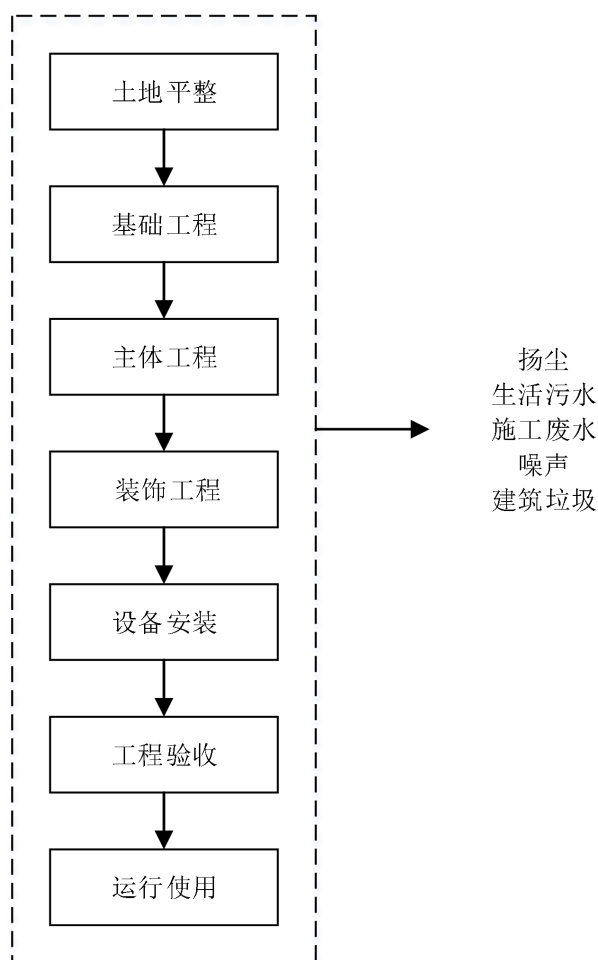 土地平整
基础工程
主体工程
装饰工程
设备安装
工程验收
运行使用
扬尘
生活污水
施工废水
噪声
建筑垃圾